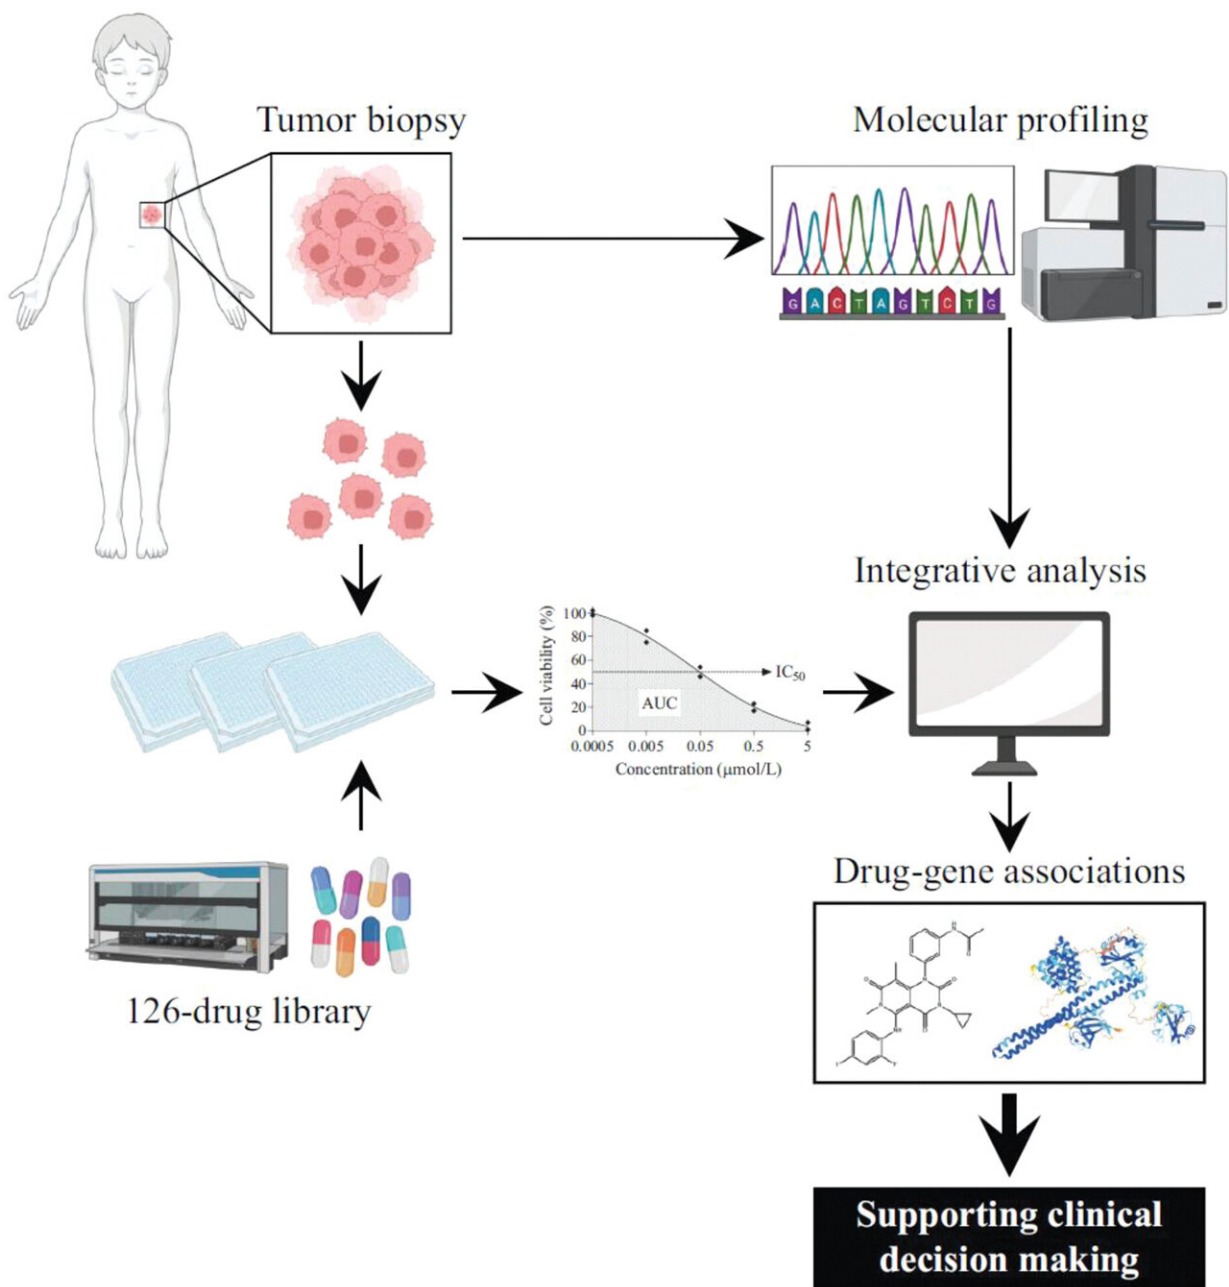 Tumor biopsy
Molecular profiling
G A C T A G T C T G
Integrative analysis
Cell viability (%)
100
80
60
40
20
0
IC50
AUC
0.0005 0.005 0.05 0.5 5
Concentration (μmol/L)
Drug-gene associations
H
N
O
N
O
O
N
N
O
NH
F
F
126-drug library
Supporting clinical
decision making